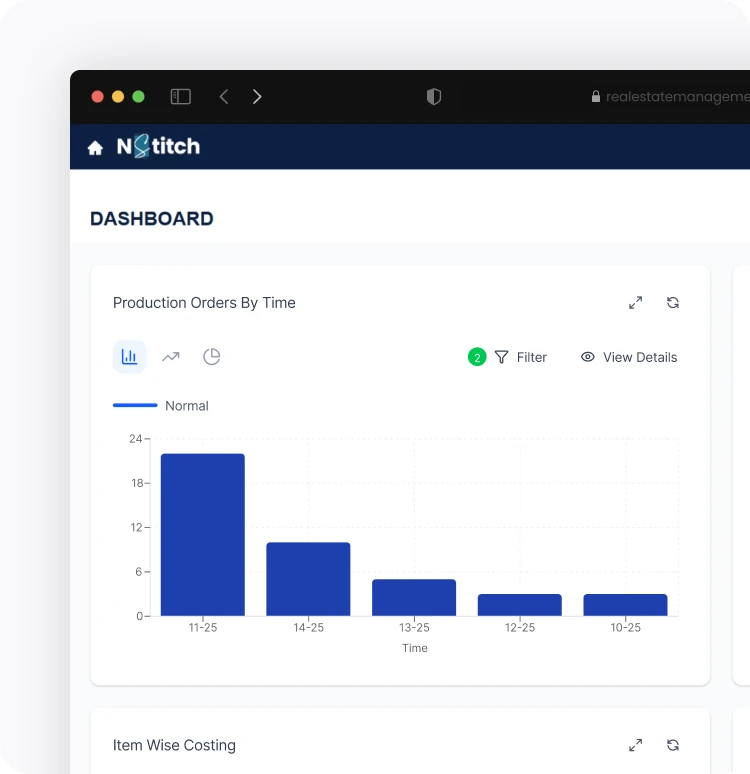 realestatemanageme
NStitch
DASHBOARD
Production Orders By Time
2 Filter View Details
Normal
24
18
12
6
0
11-25 14-25 13-25 12-25 10-25
Time
Item Wise Costing